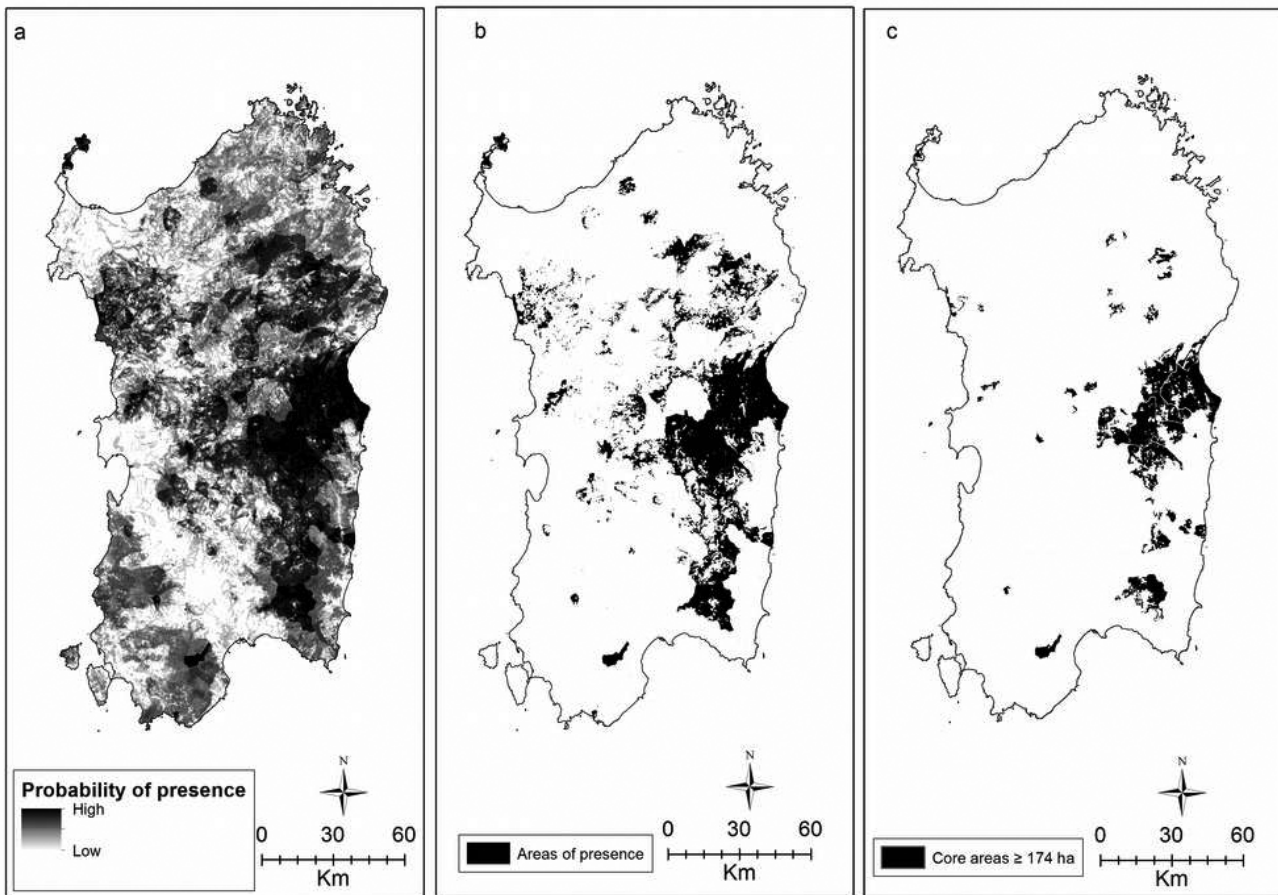 a
b
c
Probability of presence
High
Low
N
0 30 60
Km
Areas of presence
N
0 30 60
Km
Core areas ≥ 174 ha
N
0 30 60
Km